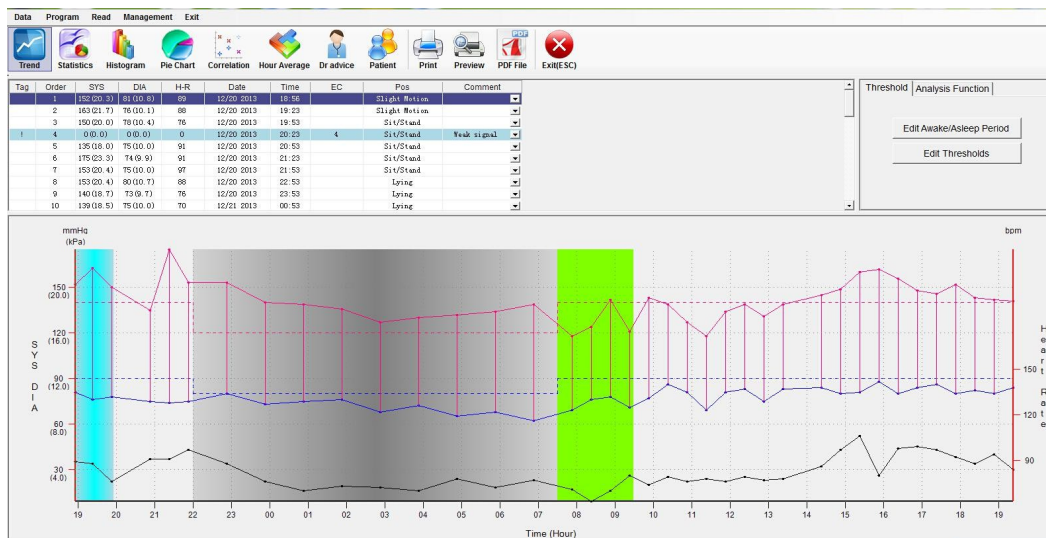 Data Program Read Management Exit
Trend Statistics Histogram Pie Chart Correlation Hour Average Dr advice Patient Print Preview PDF File Exit(ESC)
PDF
Tag Order SYS DIA H-R Date Time EC Pos Comment
1 152(20.3) 81(10.8) 89 12/20 2013 18:56 Slight Motion
2 163(21.7) 76(10.1) 88 12/20 2013 19:23 Slight Motion
3 150(20.0) 78(10.4) 76 12/20 2013 19:53 Sit/Stand
! 4 0(0.0) 0(0.0) 0 12/20 2013 20:23 4 Sit/Stand Weak signal
5 135(18.0) 75(10.0) 91 12/20 2013 20:53 Sit/Stand
6 175(23.3) 74(9.9) 91 12/20 2013 21:23 Sit/Stand
7 153(20.4) 75(10.0) 97 12/20 2013 21:53 Sit/Stand
8 153(20.4) 80(10.7) 88 12/20 2013 22:53 Lying
9 140(18.7) 73(9.7) 76 12/20 2013 23:53 Lying
10 139(18.5) 75(10.0) 70 12/21 2013 00:53 Lying
Threshold Analysis Function
Edit Awake/Asleep Period
Edit Thresholds
mmHg
(kPa)
bpm
150
(20.0)
120
(16.0)
90
(12.0)
60
(8.0)
30
(4.0)
SYS DIA
150
120
90
Heart Rate
19 20 21 22 23 00 01 02 03 04 05 06 07 08 09 10 11 12 13 14 15 16 17 18 19
Time (Hour)